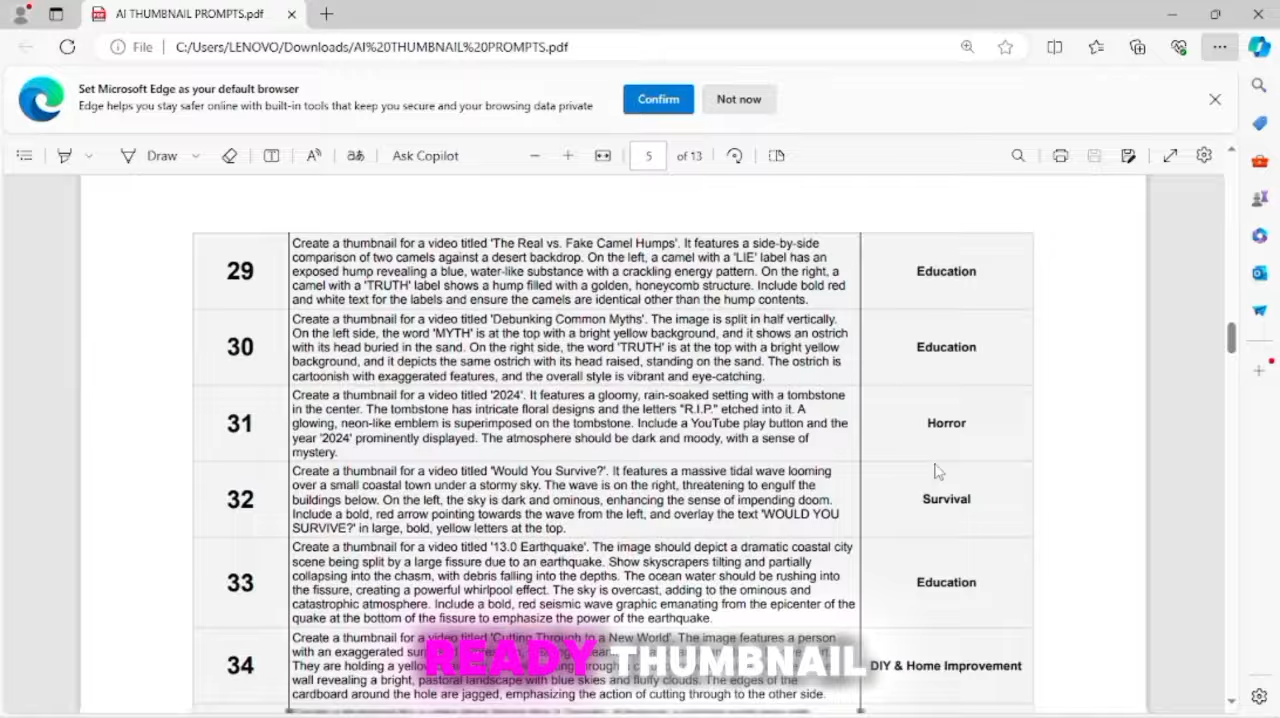 AI THUMBNAIL PROMPTS.pdf
File
C:/Users/LENOVO/Downloads/AI%20THUMBNAIL%20PROMPTS.pdf
Set Microsoft Edge as your default browser
Edge helps you stay safer online with built-in tools that keep you secure and your browsing data private
Confirm
Not now
Draw
Ask Copilot
5 of 13
29
Create a thumbnail for a video titled 'The Real vs. Fake Camel Humps'. It features a side-by-side
comparison of two camels against a desert backdrop. On the left, a camel with a 'LIE' label has an
exposed hump revealing a blue, water-like substance with a crackling energy pattern. On the right, a
camel with a 'TRUTH' label shows a hump filled with a golden, honeycomb structure. Include bold red
and white text for the labels and ensure the camels are identical other than the hump contents.
Education
30
Create a thumbnail for a video titled 'Debunking Common Myths'. The image is split in half vertically.
On the left side, the word 'MYTH' is at the top with a bright yellow background, and it shows an ostrich
with its head buried in the sand. On the right side, the word 'TRUTH' is at the top with a bright yellow
background, and it depicts the same ostrich with its head raised, standing on the sand. The ostrich is
cartoonish with exaggerated features, and the overall style is vibrant and eye-catching.
Education
31
Create a thumbnail for a video titled '2024'. It features a gloomy, rain-soaked setting with a tombstone
in the center. The tombstone has intricate floral designs and the letters "R.I.P." etched into it. A
glowing, neon-like emblem is superimposed on the tombstone. Include a YouTube play button and the
year '2024' prominently displayed. The atmosphere should be dark and moody, with a sense of
mystery.
Horror
32
Create a thumbnail for a video titled 'Would You Survive?'. It features a massive tidal wave looming
over a small coastal town under a stormy sky. The wave is on the right, threatening to engulf the
buildings below. On the left, the sky is dark and ominous, enhancing the sense of impending doom.
Include a bold, red arrow pointing towards the wave from the left, and overlay the text 'WOULD YOU
SURVIVE?' in large, bold, yellow letters at the top.
Survival
33
Create a thumbnail for a video titled '13.0 Earthquake'. The image should depict a dramatic coastal city
scene being split by a large fissure due to an earthquake. Show skyscrapers tilting and partially
collapsing into the chasm, with debris falling into the depths. The ocean water should be rushing into
the fissure, creating a powerful whirlpool effect. The sky is overcast, adding to the ominous and
catastrophic atmosphere. Include a bold, red seismic wave graphic emanating from the epicenter of the
quake at the bottom of the fissure to emphasize the power of the earthquake.
Education
34
Create a thumbnail for a video titled 'Cutting Through to a New World'. The image features a person
with an exaggerated
They are holding a yellow
wall revealing a bright, pastoral landscape with blue skies and fluffy clouds. The edges of the
cardboard around the hole are jagged, emphasizing the action of cutting through to the other side.
DIY & Home Improvement
READY THUMBNAIL